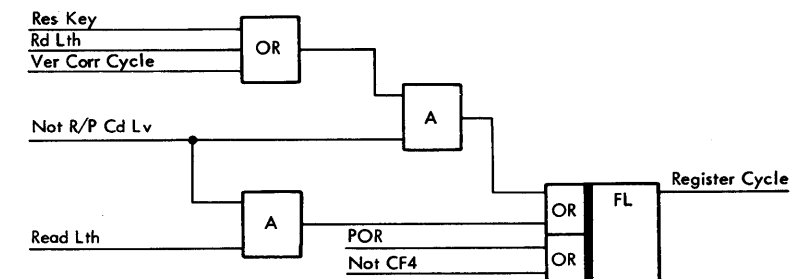 Res Key
Rd Lth
Ver Corr Cycle
OR
A
Not R/P Cd Lv
Register Cycle
FL
OR
A
Read Lth
POR
OR
Not CF4